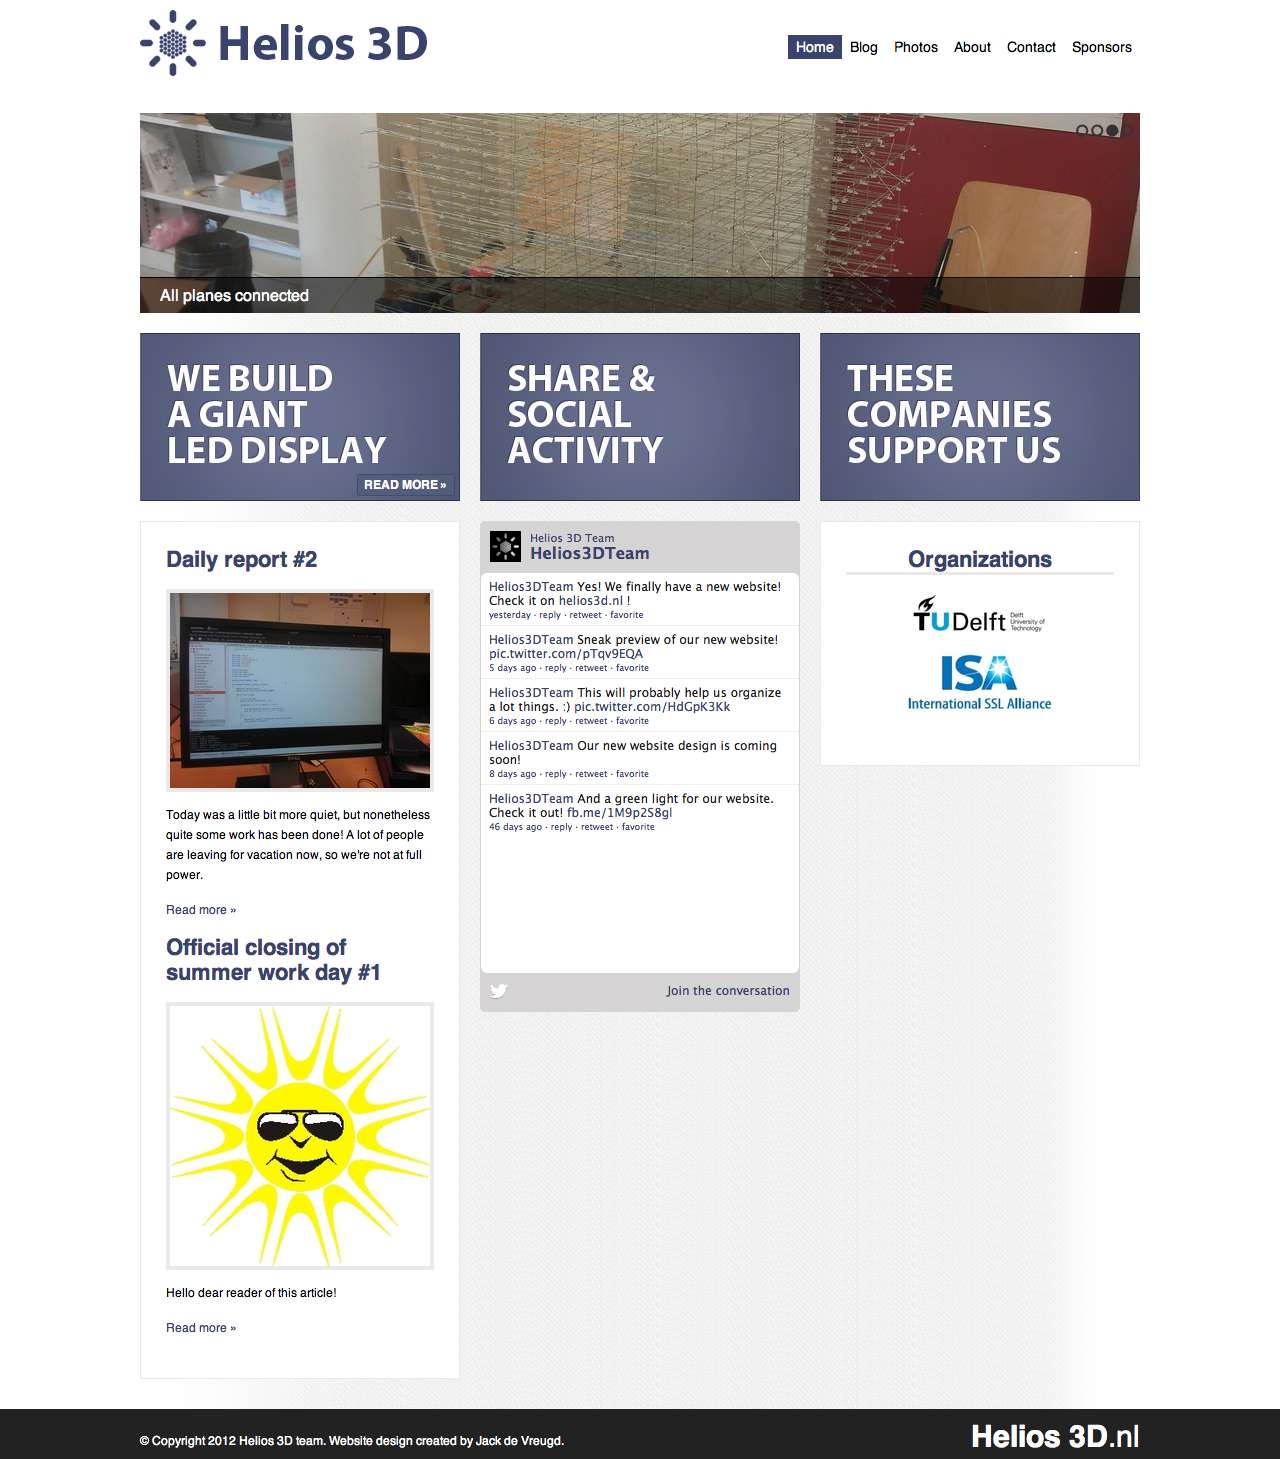 Helios 3D
Home Blog Photos About Contact Sponsors
All planes connected
WE BUILD
A GIANT
LED DISPLAY
READ MORE »
SHARE &
SOCIAL
ACTIVITY
THESE
COMPANIES
SUPPORT US
Daily report #2
Today was a little bit more quiet, but nonetheless
quite some work has been done! A lot of people
are leaving for vacation now, so we're not at full
power.
Read more »
Official closing of
summer work day #1
Hello dear reader of this article!
Read more »
Helios 3D Team
Helios3DTeam
Helios3DTeam Yes! We finally have a new website!
Check it on helios3d.nl !
yesterday · reply · retweet · favorite
Helios3DTeam Sneak preview of our new website!
pic.twitter.com/pTqv9EQA
5 days ago · reply · retweet · favorite
Helios3DTeam This will probably help us organize
a lot things. :) pic.twitter.com/HdGpK3Kk
6 days ago · reply · retweet · favorite
Helios3DTeam Our new website design is coming
soon!
8 days ago · reply · retweet · favorite
Helios3DTeam And a green light for our website.
Check it out! fb.me/1M9p2S8gl
46 days ago · reply · retweet · favorite
Join the conversation
Organizations
TUDelft
Delft
University of
Technology
ISA
International SSL Alliance
© Copyright 2012 Helios 3D team. Website design created by Jack de Vreugd.
Helios 3D.nl